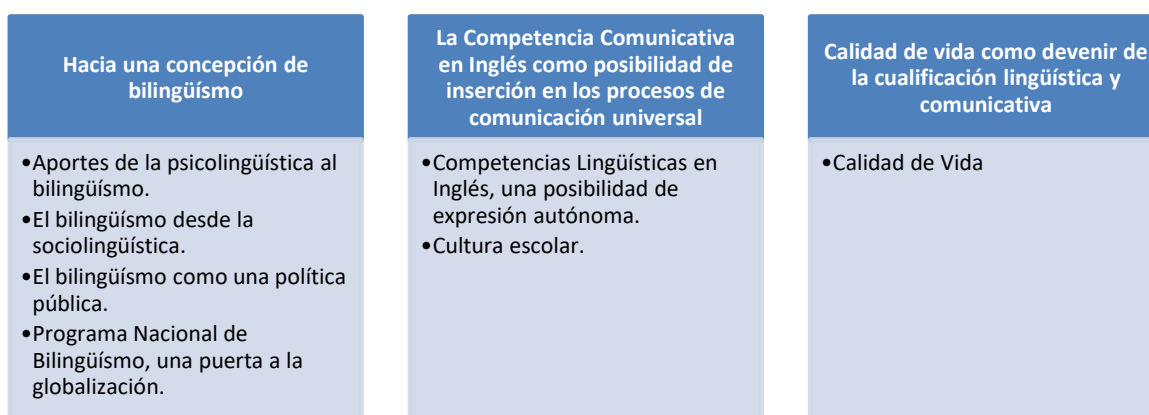 Hacia una concepción de
bilingüísmo
•Aportes de la psicolingüística al
bilingüísmo.
•El bilingüísmo desde la
sociolingüística.
•El bilingüísmo como una política
pública.
•Programa Nacional de
Bilingüísmo, una puerta a la
globalización.
La Competencia Comunicativa
en Inglés como posibilidad de
inserción en los procesos de
comunicación universal
•Competencias Lingüísticas en
Inglés, una posibilidad de
expresión autónoma.
•Cultura escolar.
Calidad de vida como devenir de
la cualificación lingüística y
comunicativa
•Calidad de Vida